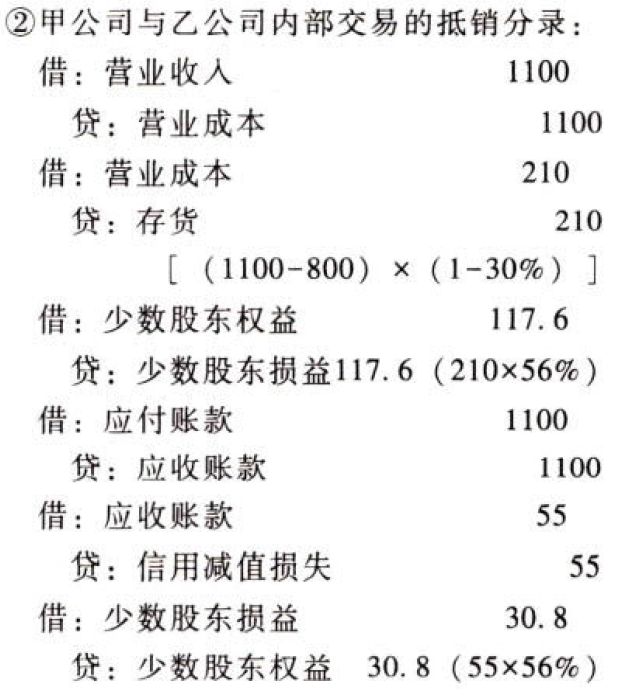 ②甲公司与乙公司内部交易的抵销分录：
借：营业收入 1100
贷：营业成本 1100
借：营业成本 210
贷：存货 210
[（1100-800）×（1-30%）]
借：少数股东权益 117.6
贷：少数股东损益117.6（210×56%）
借：应付账款 1100
贷：应收账款 1100
借：应收账款 55
贷：信用减值损失 55
借：少数股东损益 30.8
贷：少数股东权益 30.8（55×56%）